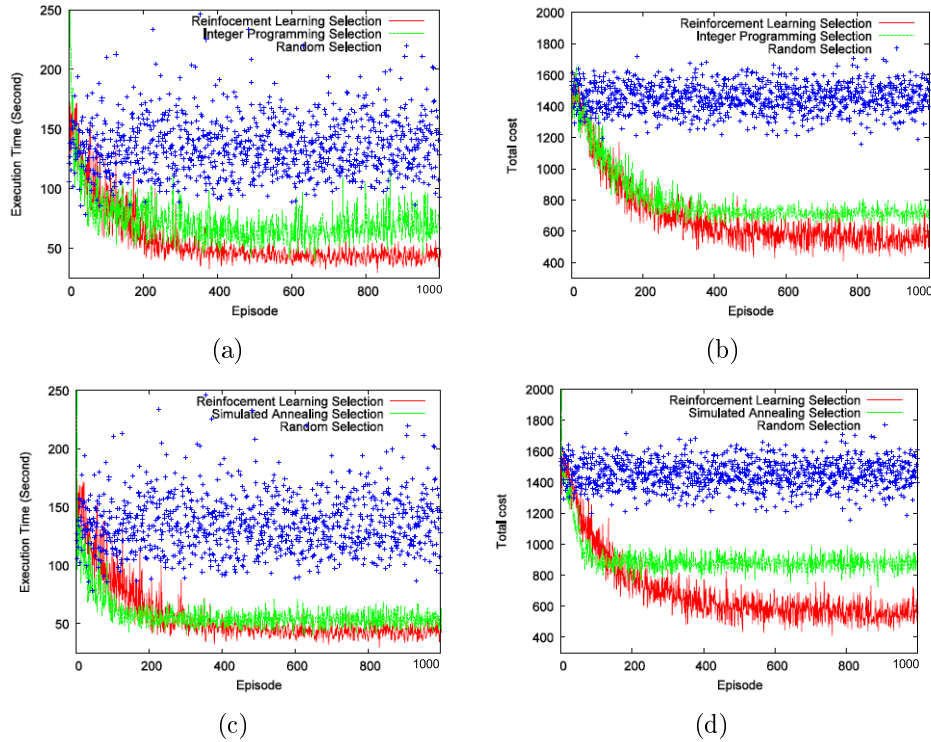 250
200
150
100
50
Execution Time (Second)
Reinfocement Learning Selection
Integer Programming Selection
Random Selection
0
200
400
600
800
1000
Episode
(a)
2000
1800
1600
1400
1200
1000
800
600
400
Total cost
Reinforcement Learning Selection
Integer Programming Selection
Random Selection
0
200
400
600
800
1000
Episode
(b)
250
200
150
100
50
Execution Time (Second)
Reinfocement Learning Selection
Simulated Annealing Selection
Random Selection
0
200
400
600
800
1000
Episode
(c)
2000
1800
1600
1400
1200
1000
800
600
400
Total cost
Reinforcement Learning Selection
Simulated Annealing Selection
Random Selection
0
200
400
600
800
1000
Episode
(d)